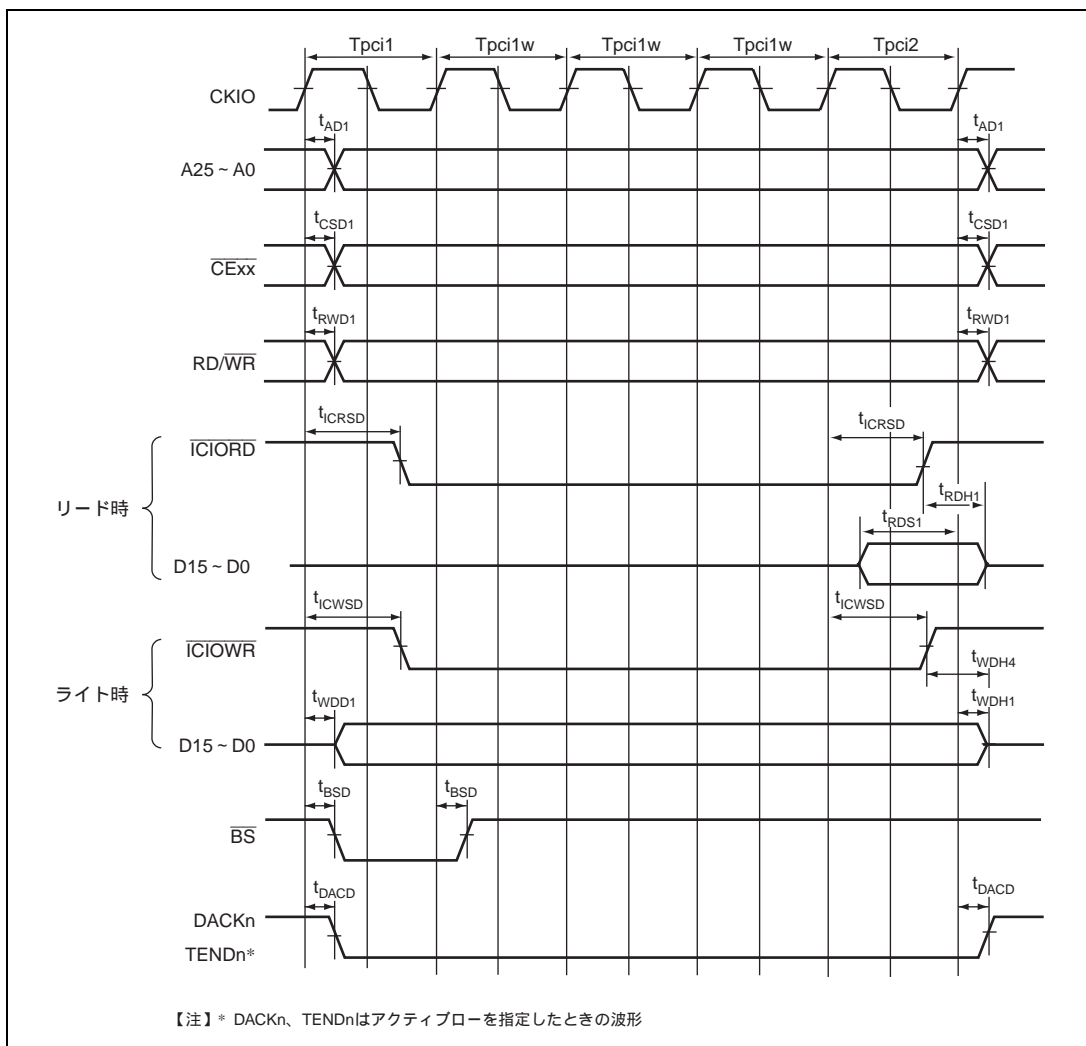 Tpci1 Tpci1w Tpci1w Tpci1w Tpci2
CKIO
tAD1 tAD1
A25 ~ A0
tCSD1 tCSD1
CExx
tRWD1 tRWD1
RD/WR
tICRSD tICRSD
ICIORD
tRDH1
リード時
tRDS1
D15 ~ D0
tICWSD tICWSD
ICIOWR
tWDH4
ライト時
tWDD1 tWDH1
D15 ~ D0
tBSD tBSD
BS
tDACD tDACD
DACKn
TENDn*
【注】* DACKn、TENDnはアクティブローを指定したときの波形